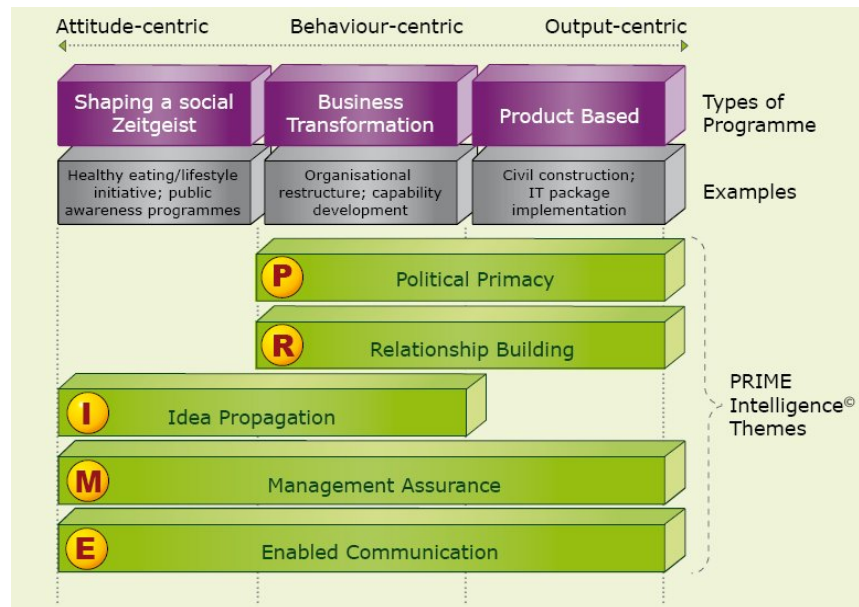 Attitude-centric Behaviour-centric Output-centric
Shaping a social
Zeitgeist
Business
Transformation
Product Based
Types of
Programme
Healthy eating/lifestyle
initiative; public
awareness programmes
Organisational
restructure; capability
development
Civil construction;
IT package
implementation
Examples
P Political Primacy
R Relationship Building
I Idea Propagation
M Management Assurance
E Enabled Communication
PRIME
Intelligence©
Themes